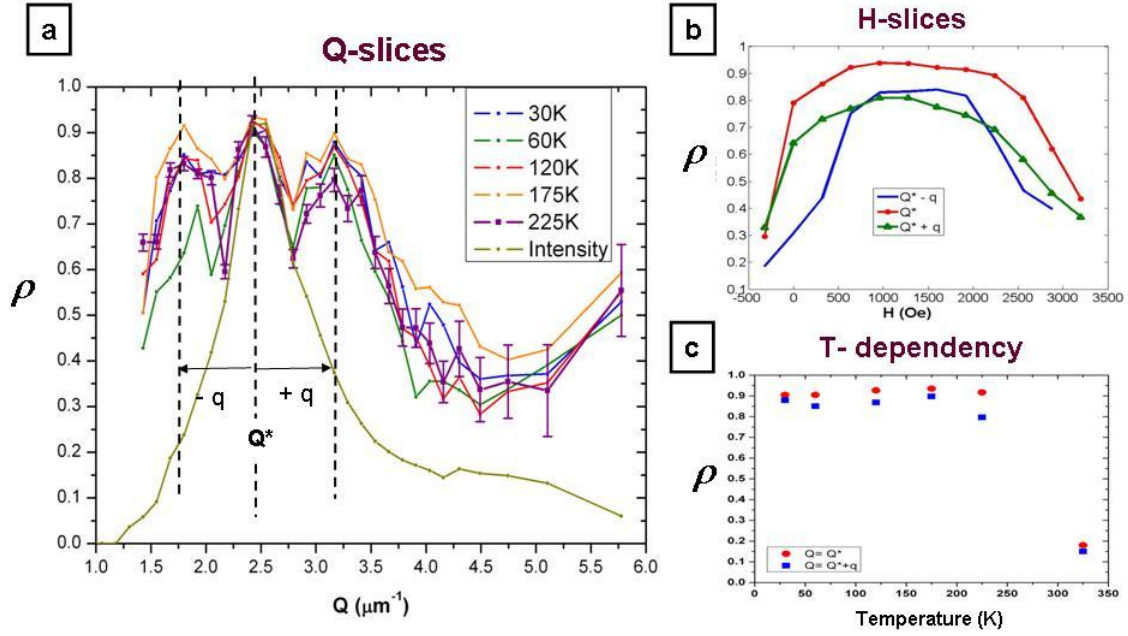 a
Q-slices
1.0
0.9
0.8
0.7
0.6
0.5
0.4
0.3
0.2
0.1
0.0
ρ
30K
60K
120K
175K
225K
Intensity
- q
+ q
Q*
1.0 1.5 2.0 2.5 3.0 3.5 4.0 4.5 5.0 5.5 6.0
Q (μm⁻¹)
b
H-slices
1
0.9
0.8
0.7
0.6
0.5
0.4
0.3
0.2
0.1
ρ
Q* - q
Q*
Q* + q
-500 0 500 1000 1500 2000 2500 3000 3500
H (Oe)
c
T- dependency
1.0
0.9
0.8
0.7
0.6
0.5
0.4
0.3
0.2
0.1
0.0
ρ
Q= Q*
Q= Q*+q
0 50 100 150 200 250 300 350
Temperature (K)